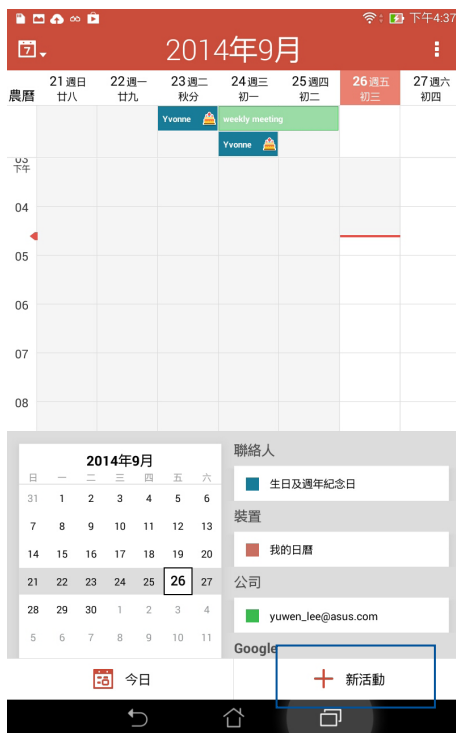 下午4:37
7
2014年9月
農曆 21週日 22週一 23週二 24週三 25週四 26週五 27週六
廿八 廿九 秋分 初一 初二 初三 初四
Yvonne weekly meeting
Yvonne
03
下午
04
05
06
07
08
2014年9月
日 一 二 三 四 五 六
31 1 2 3 4 5 6
7 8 9 10 11 12 13
14 15 16 17 18 19 20
21 22 23 24 25 26 27
28 29 30 1 2 3 4
5 6 7 8 9 10 11
聯絡人
生日及週年紀念日
裝置
我的日曆
公司
yuwen_lee@asus.com
Google
今日
新活動